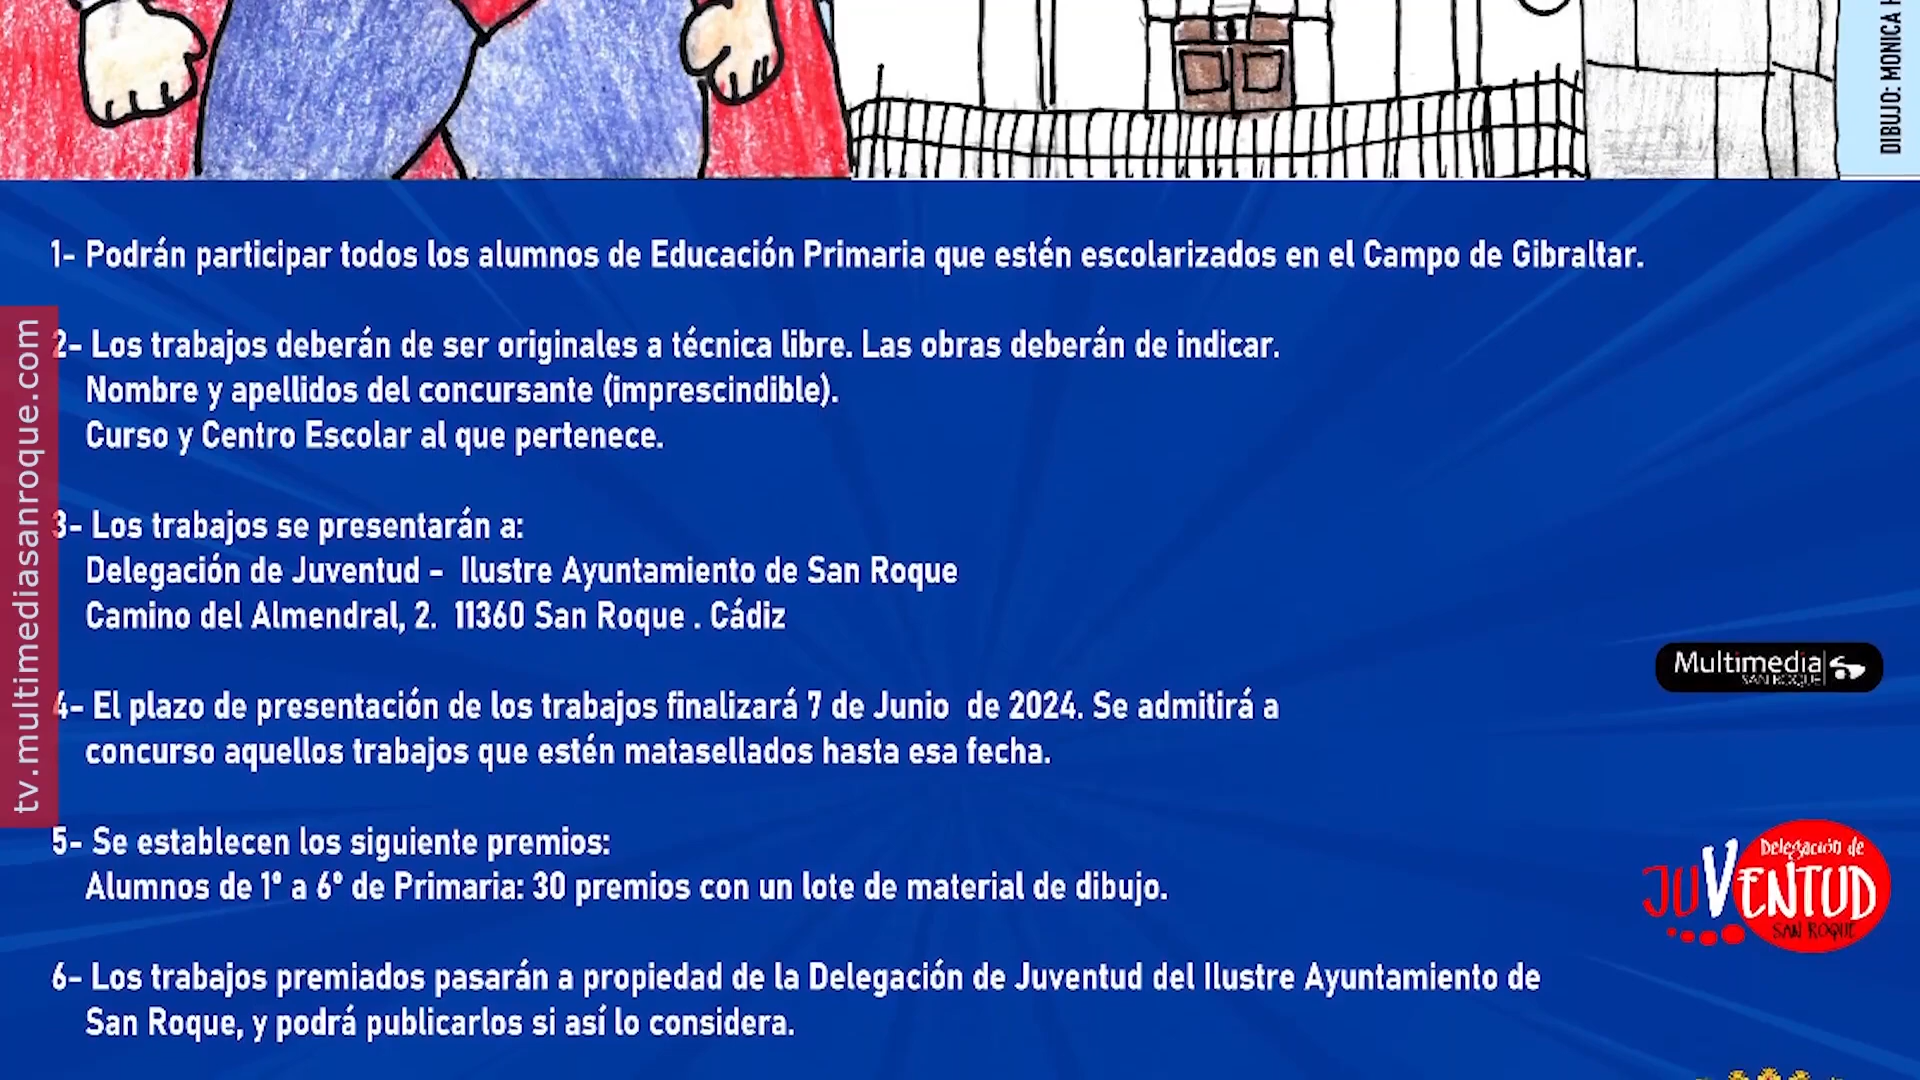 DIBUJO: MONICA
1- Podrán participar todos los alumnos de Educación Primaria que estén escolarizados en el Campo de Gibraltar.
2- Los trabajos deberán de ser originales a técnica libre. Las obras deberán de indicar.
Nombre y apellidos del concursante (imprescindible).
Curso y Centro Escolar al que pertenece.
3- Los trabajos se presentarán a:
Delegación de Juventud - Ilustre Ayuntamiento de San Roque
Camino del Almendral, 2. 11360 San Roque . Cádiz
4- El plazo de presentación de los trabajos finalizará 7 de Junio de 2024. Se admitirá a
concurso aquellos trabajos que estén matasellados hasta esa fecha.
5- Se establecen los siguiente premios:
Alumnos de 1º a 6º de Primaria: 30 premios con un lote de material de dibujo.
6- Los trabajos premiados pasarán a propiedad de la Delegación de Juventud del Ilustre Ayuntamiento de
San Roque, y podrá publicarlos si así lo considera.
tv.multimediasanroque.com
Multimedia
SAN ROQUE
Delegación de
JUVENTUD
SAN ROQUE